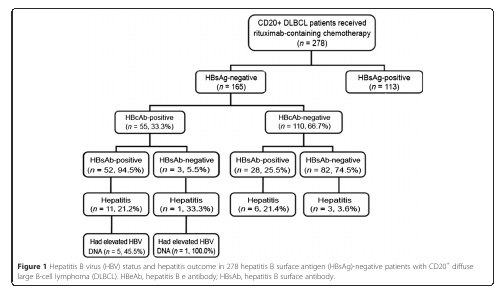 CD20+ DLBCL patients received
rituximab-containing chemotherapy
(n = 278)
HBsAg-negative
(n = 165)
HBsAg-positive
(n = 113)
HBcAb-positive
(n = 55, 33.3%)
HBcAb-negative
(n = 110, 66.7%)
HBsAb-positive
(n = 52, 94.5%)
HBsAb-negative
(n = 3, 5.5%)
HBsAb-positive
(n = 28, 25.5%)
HBsAb-negative
(n = 82, 74.5%)
Hepatitis
(n = 11, 21.2%)
Hepatitis
(n = 1, 33.3%)
Hepatitis
(n = 6, 21.4%)
Hepatitis
(n = 3, 3.6%)
Had elevated HBV
DNA (n = 5, 45.5%)
Had elevated HBV
DNA (n = 1, 100.0%)
Figure 1 Hepatitis B virus (HBV) status and hepatitis outcome in 278 hepatitis B surface antigen (HBsAg)-negative patients with CD20+ diffuse
large B-cell lymphoma (DLBCL). HBeAb, hepatitis B e antibody; HBsAb, hepatitis B surface antibody.